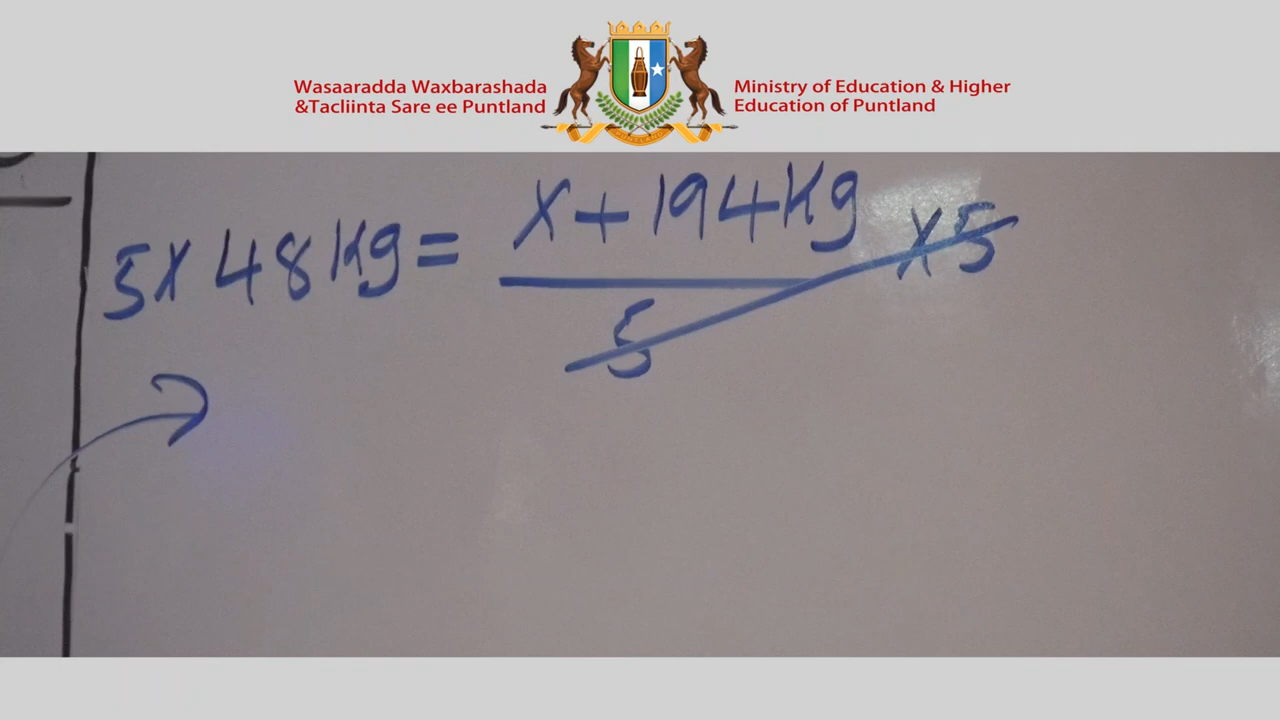 Wasaaradda Waxbarashada
&Tacliinta Sare ee Puntland
Ministry of Education & Higher
Education of Puntland
5x48Kg= x+194Kg x5
5